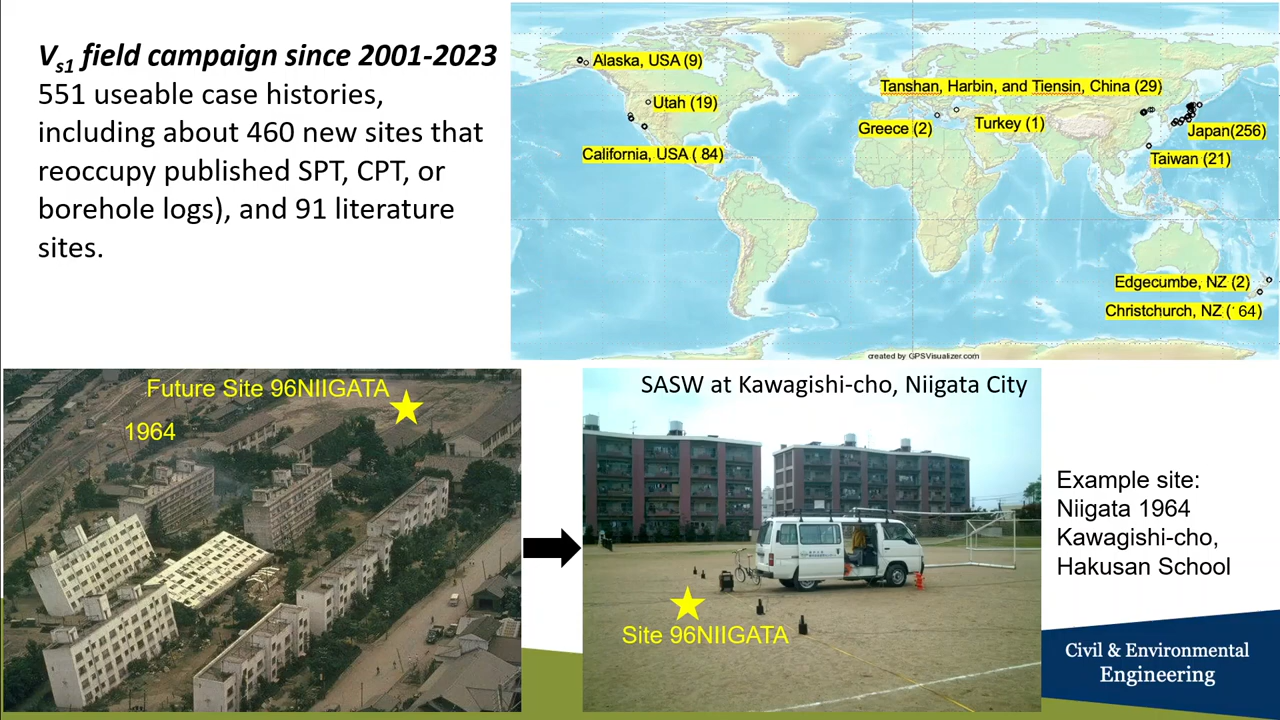 Vs1 field campaign since 2001-2023
551 useable case histories,
including about 460 new sites that
reoccupy published SPT, CPT, or
borehole logs), and 91 literature
sites.
Alaska, USA (9)
Utah (19)
California, USA ( 84)
Tanshan, Harbin, and Tiensin, China (29)
Greece (2)
Turkey (1)
Japan(256)
Taiwan (21)
Edgecumbe, NZ (2)
Christchurch, NZ (`64)
created by GPSVisualizer.com
Future Site 96NIIGATA
1964
SASW at Kawagishi-cho, Niigata City
Site 96NIIGATA
Example site:
Niigata 1964
Kawagishi-cho,
Hakusan School
Civil & Environmental
Engineering